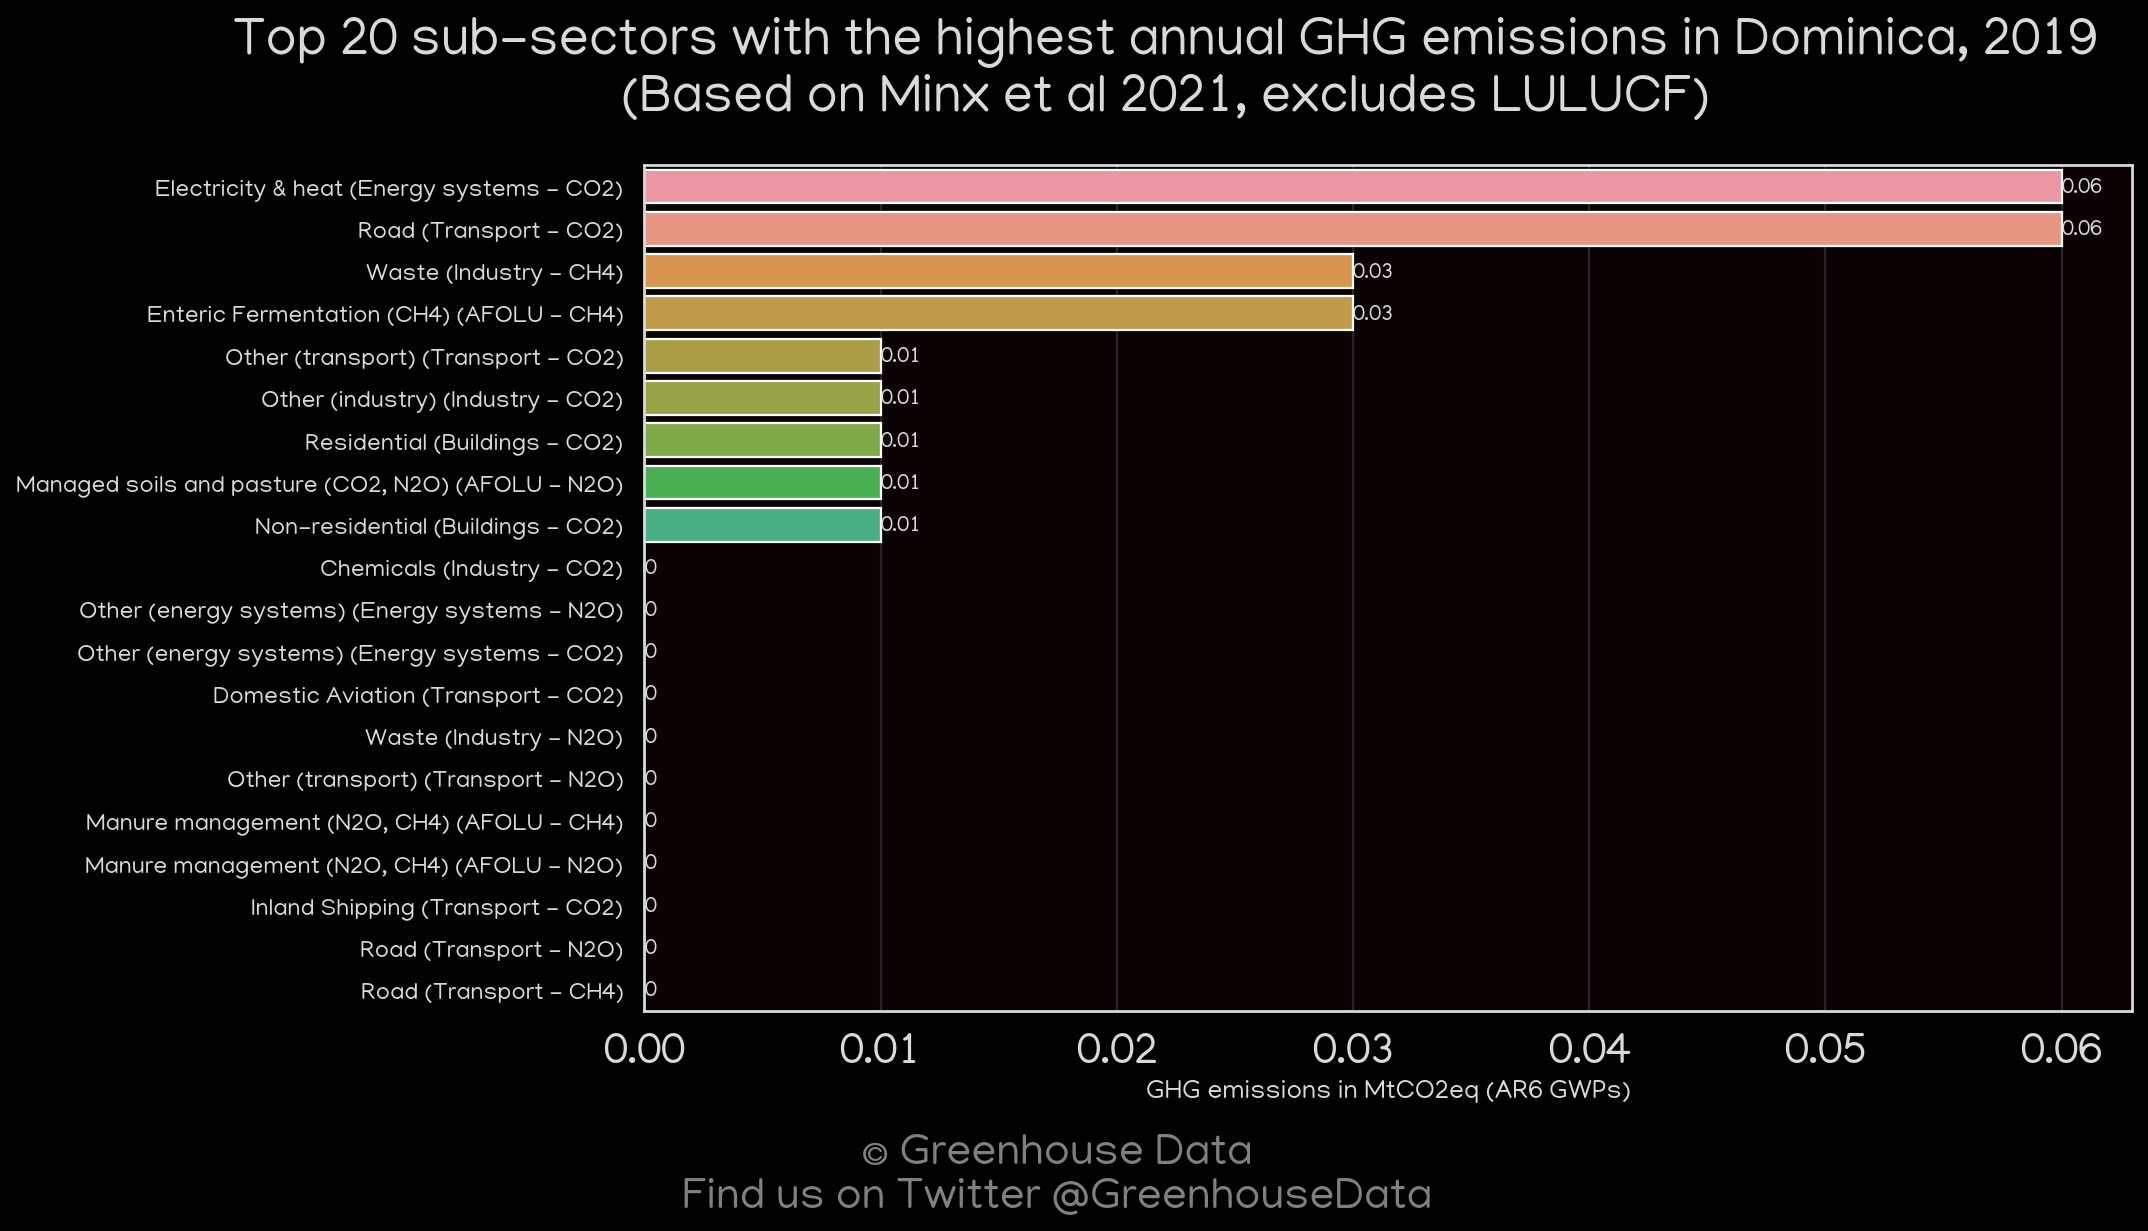 Top 20 sub-sectors with the highest annual GHG emissions in Dominica, 2019
(Based on Minx et al 2021, excludes LULUCF)
Electricity & heat (Energy systems - CO2) 0.06
Road (Transport - CO2) 0.06
Waste (Industry - CH4) 0.03
Enteric Fermentation (CH4) (AFOLU - CH4) 0.03
Other (transport) (Transport - CO2) 0.01
Other (industry) (Industry - CO2) 0.01
Residential (Buildings - CO2) 0.01
Managed soils and pasture (CO2, N2O) (AFOLU - N2O) 0.01
Non-residential (Buildings - CO2) 0.01
Chemicals (Industry - CO2) 0
Other (energy systems) (Energy systems - N2O) 0
Other (energy systems) (Energy systems - CO2) 0
Domestic Aviation (Transport - CO2) 0
Waste (Industry - N2O) 0
Other (transport) (Transport - N2O) 0
Manure management (N2O, CH4) (AFOLU - CH4) 0
Manure management (N2O, CH4) (AFOLU - N2O) 0
Inland Shipping (Transport - CO2) 0
Road (Transport - N2O) 0
Road (Transport - CH4) 0
0.00 0.01 0.02 0.03 0.04 0.05 0.06
GHG emissions in MtCO2eq (AR6 GWPs)
© Greenhouse Data
Find us on Twitter @GreenhouseData